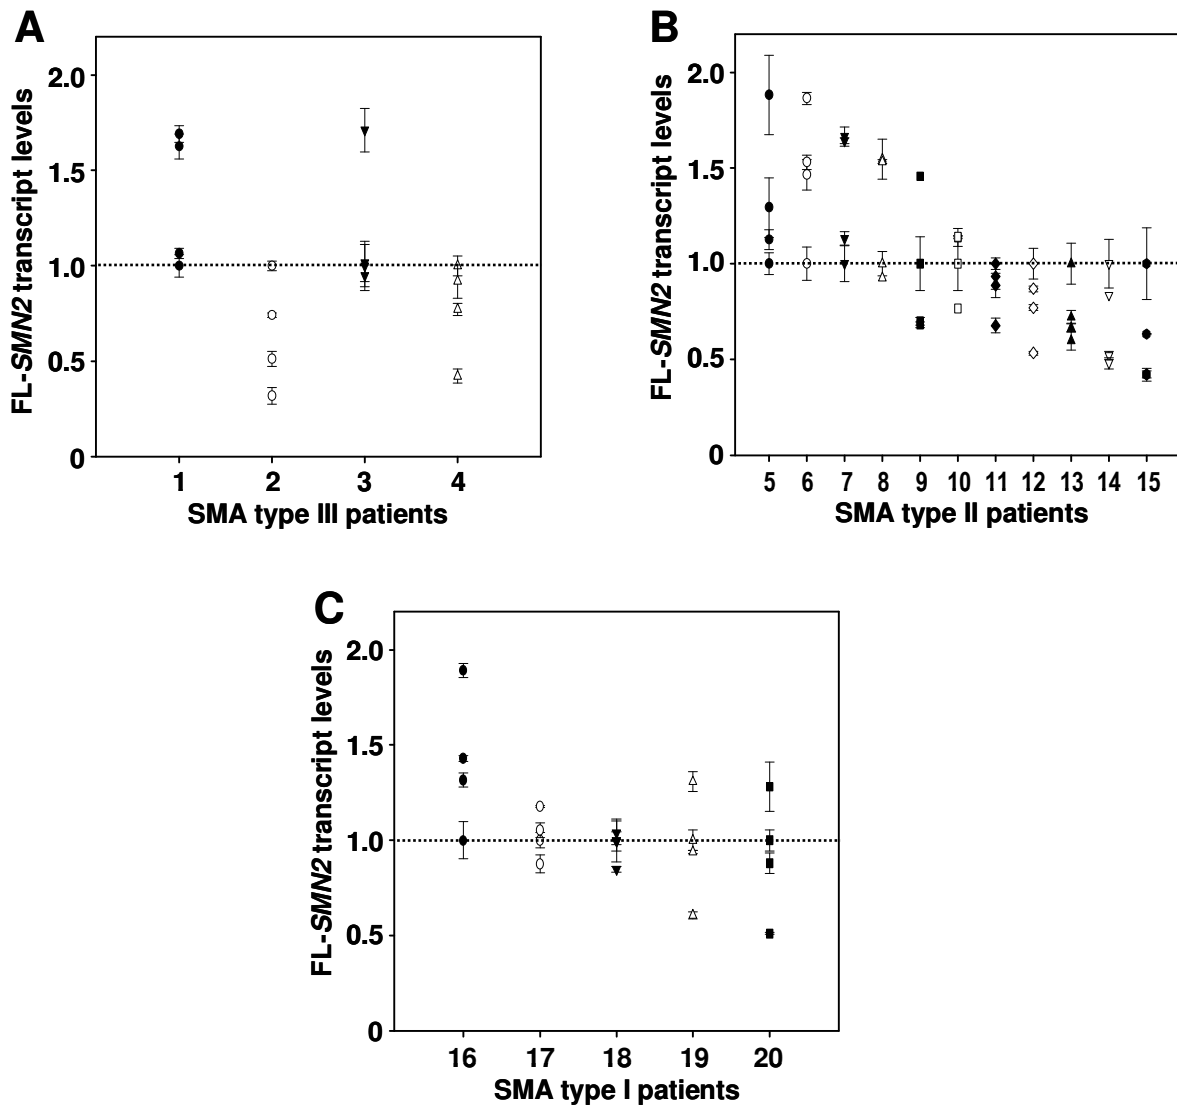 A
FL-SMN2 transcript levels
2.0
1.5
1.0
0.5
0
1 2 3 4
SMA type III patients
B
FL-SMN2 transcript levels
2.0
1.5
1.0
0.5
0
5 6 7 8 9 10 11 12 13 14 15
SMA type II patients
C
FL-SMN2 transcript levels
2.0
1.5
1.0
0.5
0
16 17 18 19 20
SMA type I patients